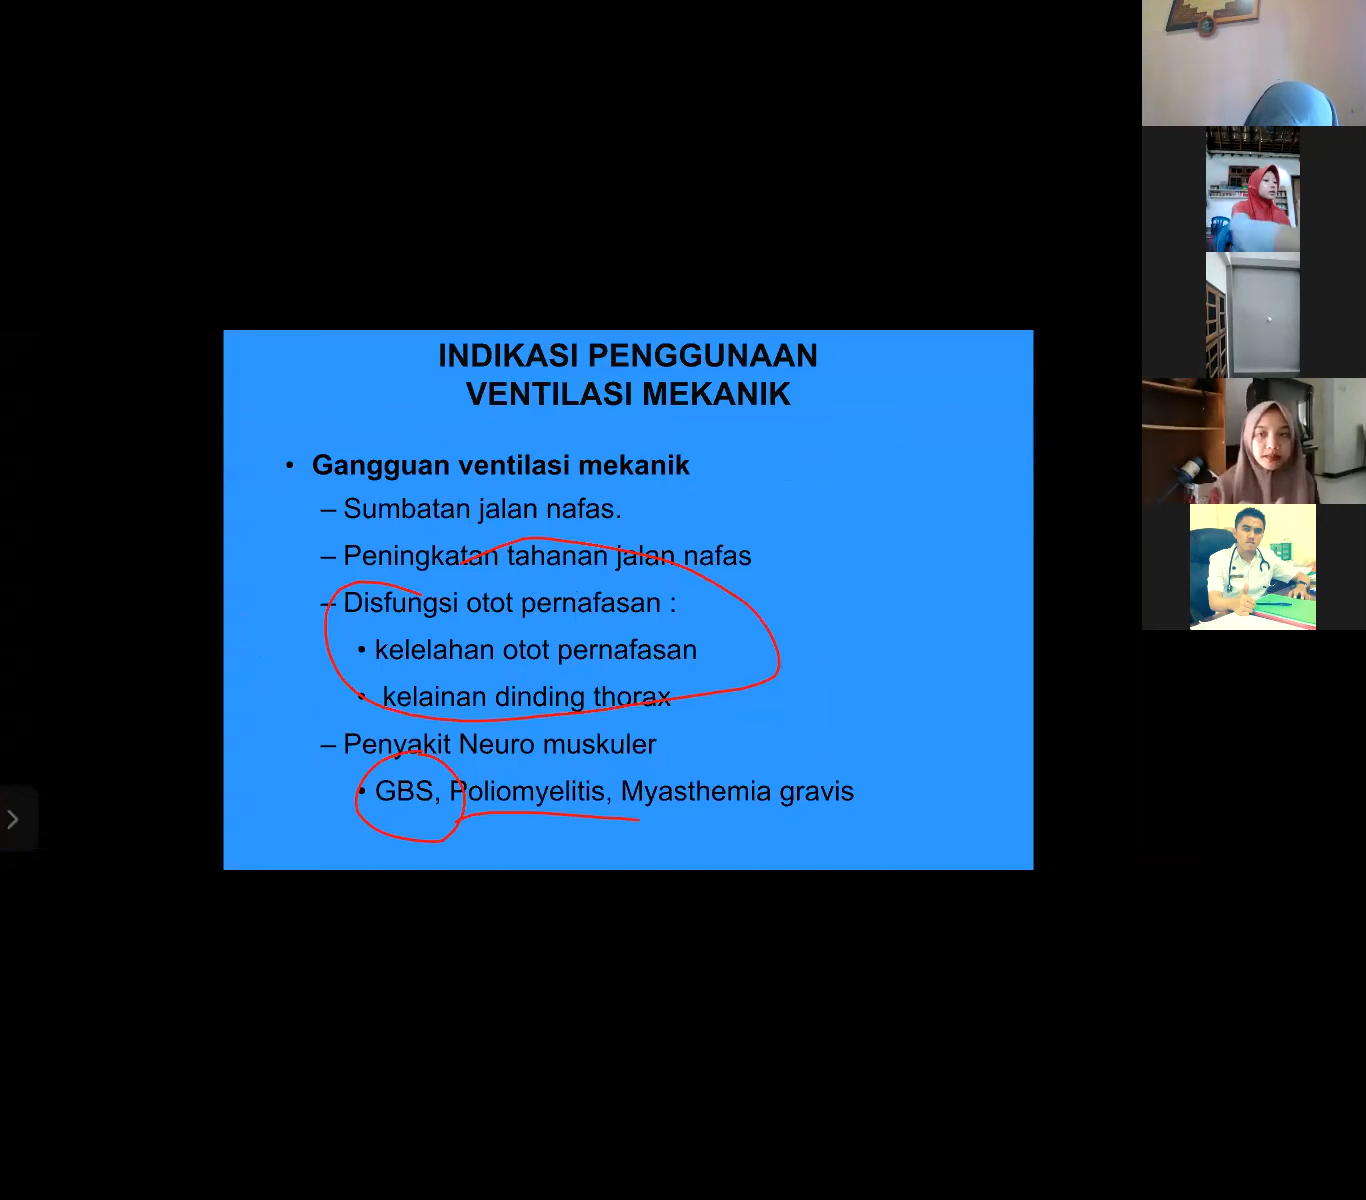 INDIKASI PENGGUNAAN
VENTILASI MEKANIK
• Gangguan ventilasi mekanik
– Sumbatan jalan nafas.
– Peningkatan tahanan jalan nafas
– Disfungsi otot pernafasan :
• kelelahan otot pernafasan
• kelainan dinding thorax
– Penyakit Neuro muskuler
• GBS, Poliomyelitis, Myasthemia gravis